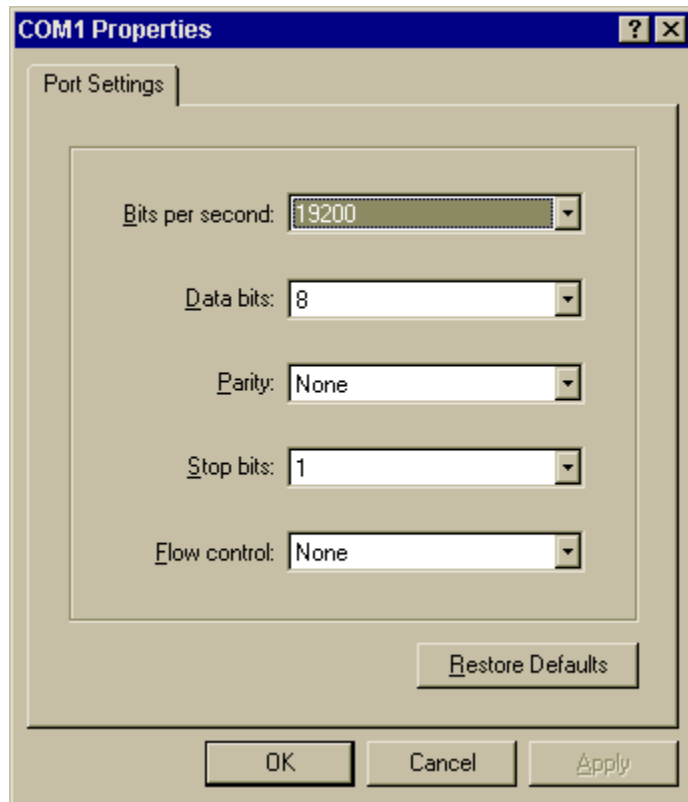 COM1 Properties
Port Settings
Bits per second: 19200
Data bits: 8
Parity: None
Stop bits: 1
Flow control: None
Restore Defaults
OK Cancel Apply